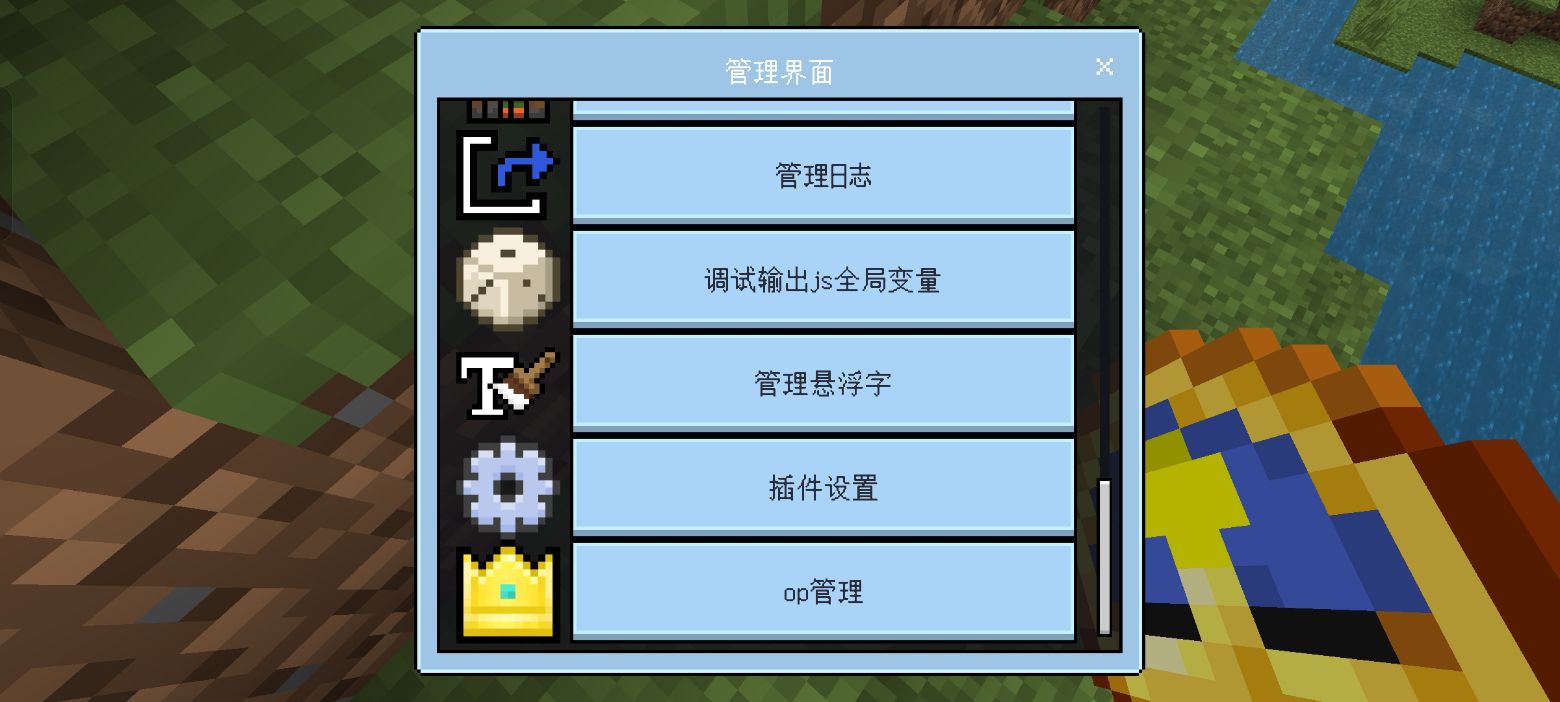 管理界面
管理日志
调试输出js全局变量
管理悬浮字
插件设置
op管理